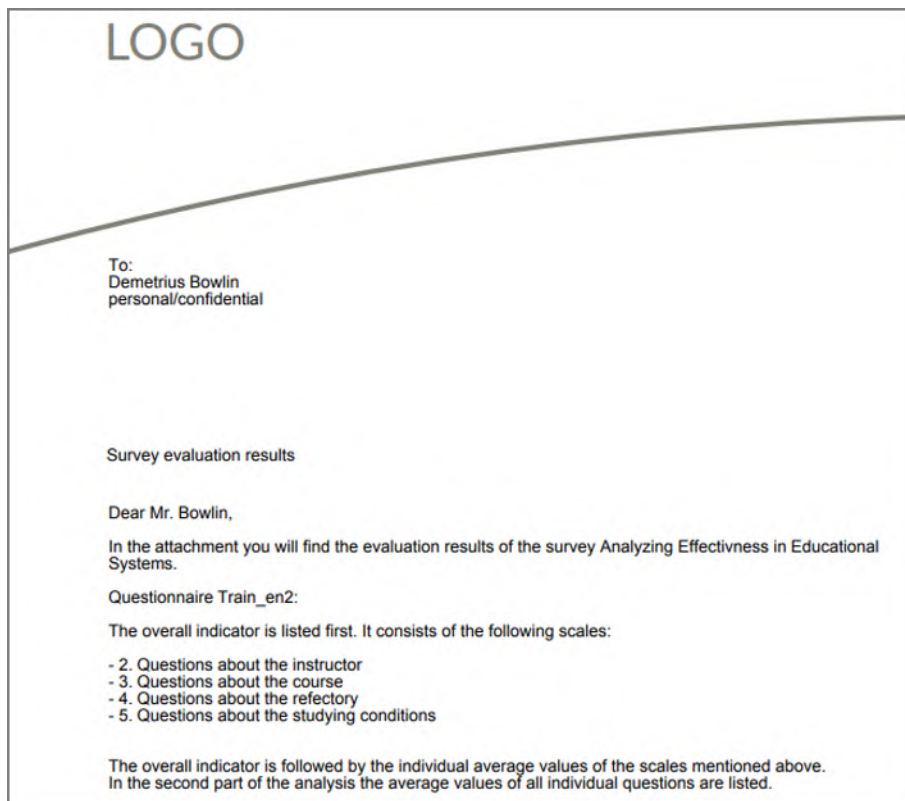 LOGO
To:
Demetrius Bowlin
personal/confidential
Survey evaluation results
Dear Mr. Bowlin,
In the attachment you will find the evaluation results of the survey Analyzing Effectivness in Educational
Systems.
Questionnaire Train_en2:
The overall indicator is listed first. It consists of the following scales:
- 2. Questions about the instructor
- 3. Questions about the course
- 4. Questions about the refectory
- 5. Questions about the studying conditions
The overall indicator is followed by the individual average values of the scales mentioned above.
In the second part of the analysis the average values of all individual questions are listed.